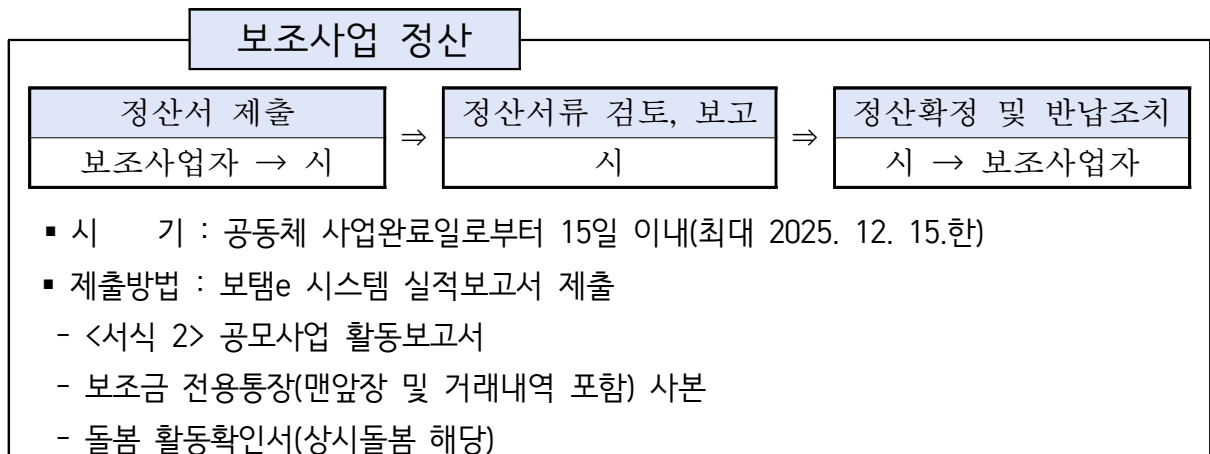 보조사업 정산
정산서 제출 ⇒ 정산서류 검토, 보고 ⇒ 정산확정 및 반납조치
보조사업자 → 시 시 시 → 보조사업자
▪ 시 기 : 공동체 사업완료일로부터 15일 이내(최대 2025. 12. 15.한)
▪ 제출방법 : 보탬e 시스템 실적보고서 제출
- <서식 2> 공모사업 활동보고서
- 보조금 전용통장(맨앞장 및 거래내역 포함) 사본
- 돌봄 활동확인서(상시돌봄 해당)